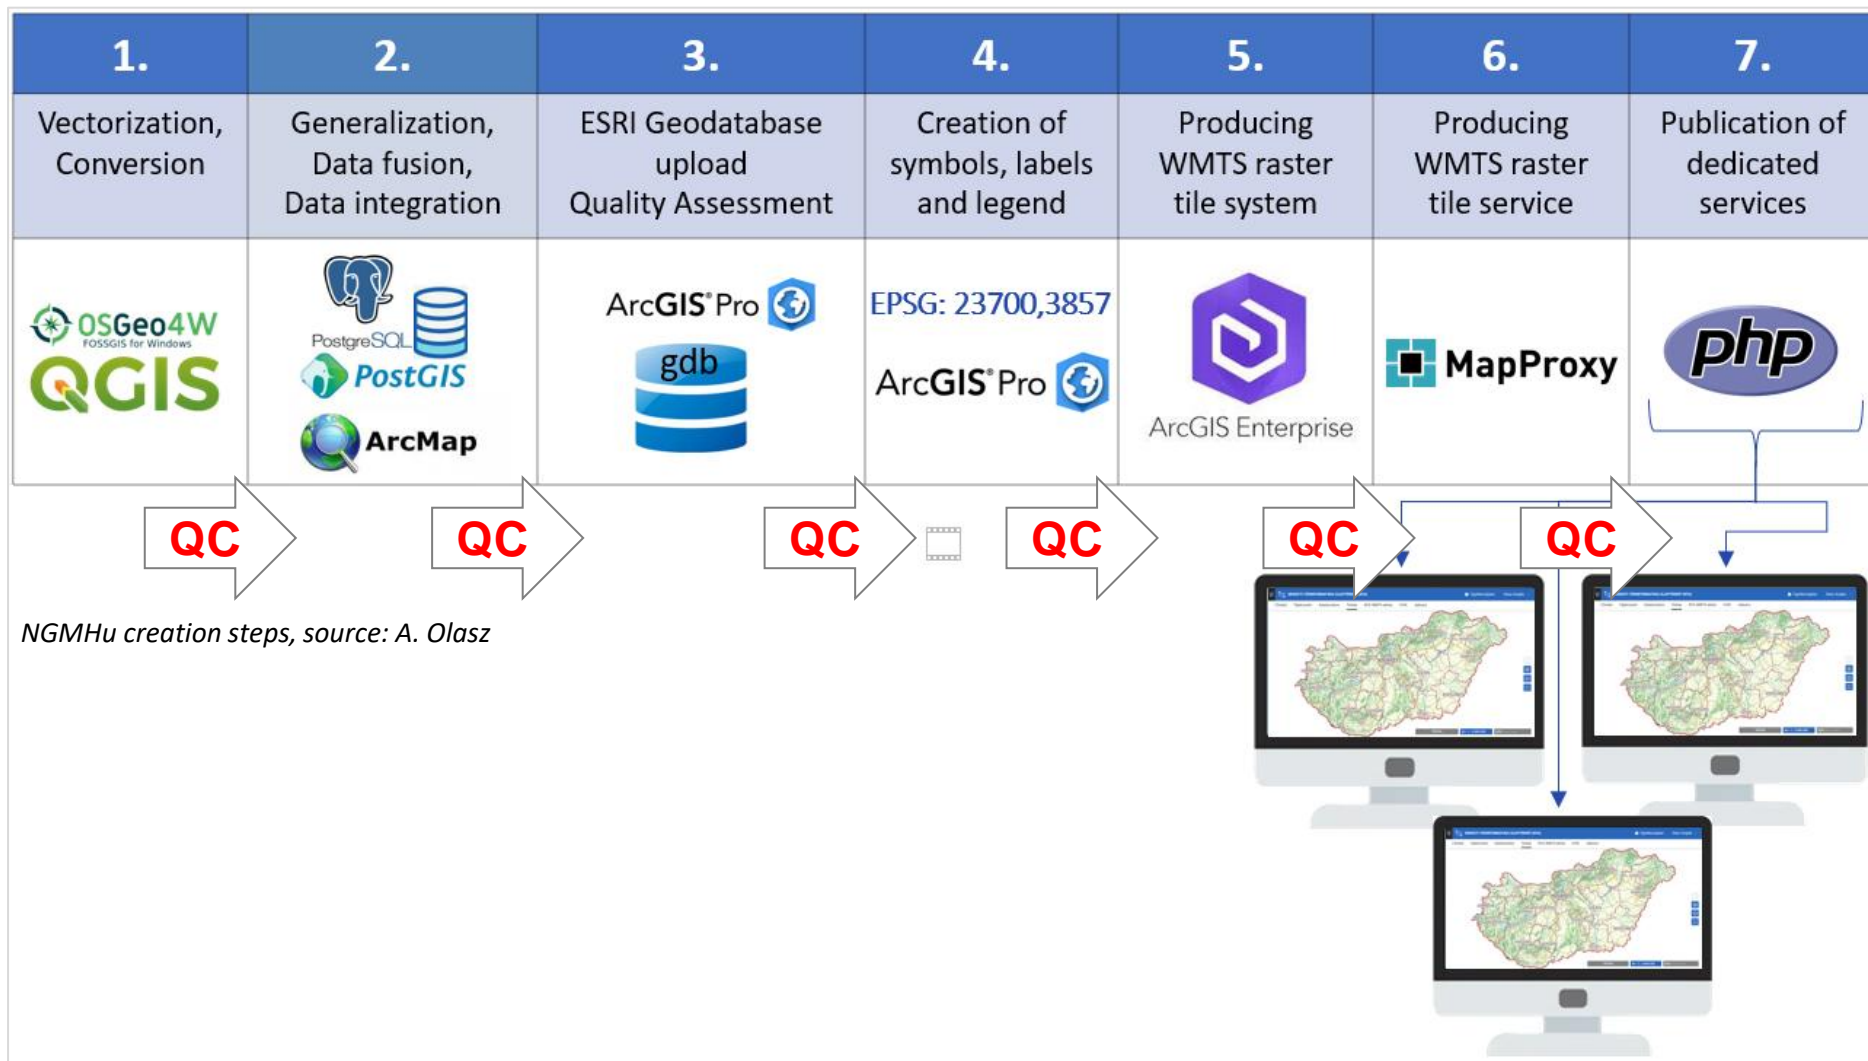 1.
2.
3.
4.
5.
6.
7.
Vectorization,
Conversion
Generalization,
Data fusion,
Data integration
ESRI Geodatabase
upload
Quality Assessment
Creation of
symbols, labels
and legend
Producing
WMTS raster
tile system
Producing
WMTS raster
tile service
Publication of
dedicated
services
OSGeo4W
FOSSGIS for Windows
QGIS
PostgreSQL
PostGIS
ArcMap
ArcGIS® Pro
gdb
EPSG: 23700,3857
ArcGIS® Pro
ArcGIS Enterprise
MapProxy
php
QC
QC
QC
QC
QC
QC
NGMHu creation steps, source: A. Olasz